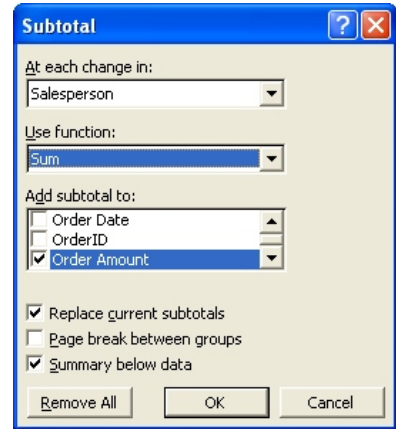 Subtotal
At each change in:
Salesperson
Use function:
Sum
Add subtotal to:
Order Date
OrderID
Order Amount
Replace current subtotals
Page break between groups
Summary below data
Remove All OK Cancel